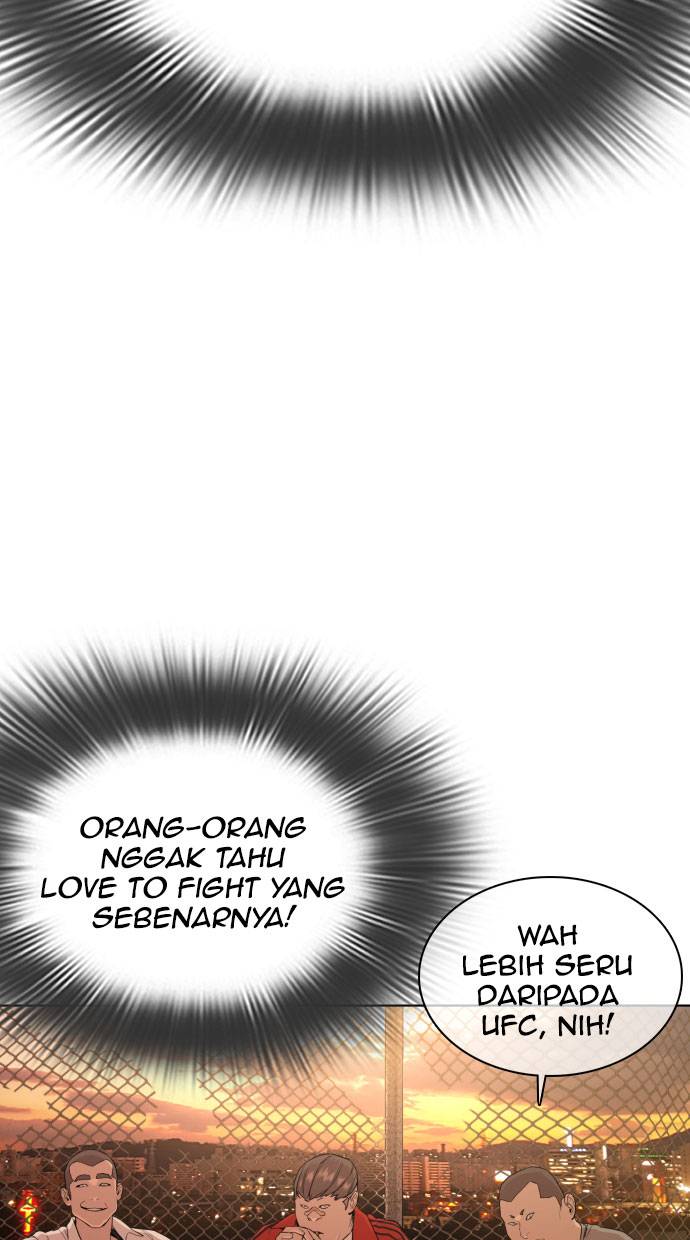 ORANG-ORANG
NGGAK TAHU
LOVE TO FIGHT YANG
SEBENARNYA!
WAH
LEBIH SERU
DARIPADA
UFC, NIH!